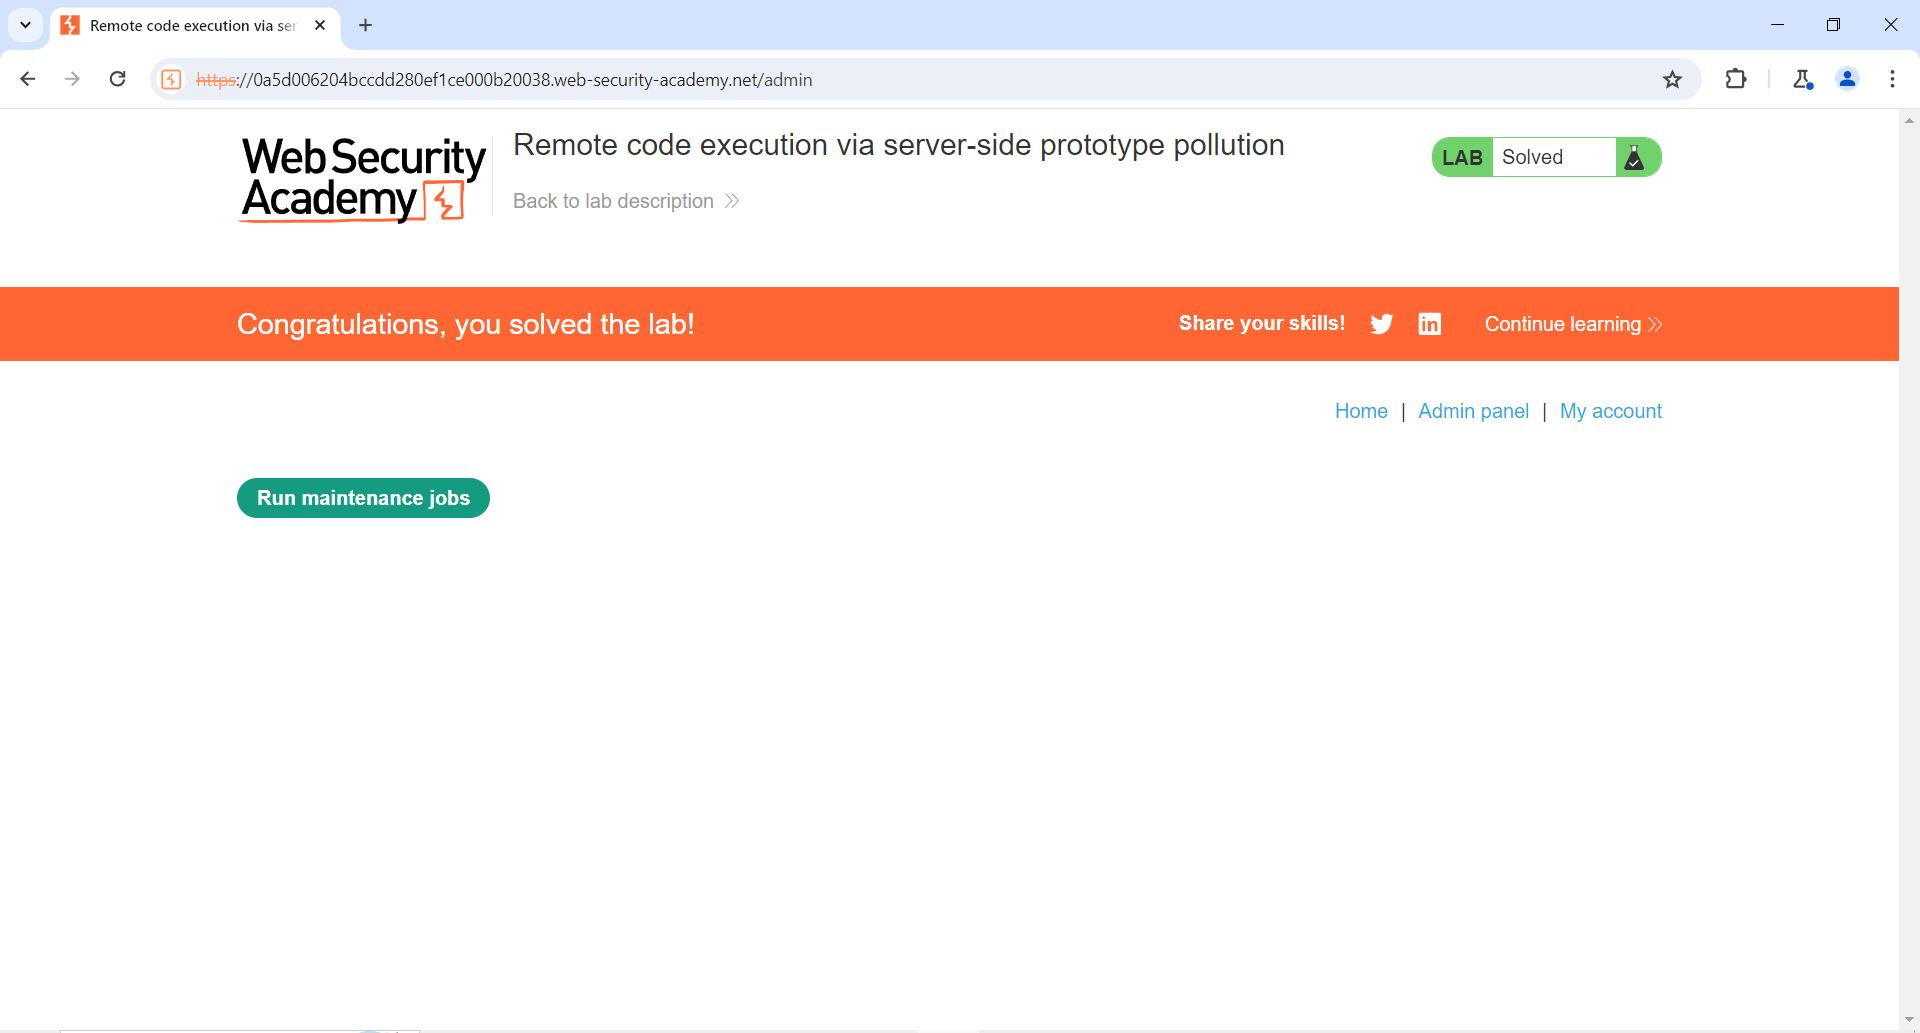 Remote code execution via ser
https://0a5d006204bccdd280ef1ce000b20038.web-security-academy.net/admin
Web Security
Academy
Remote code execution via server-side prototype pollution
Back to lab description
LAB Solved
Congratulations, you solved the lab!
Share your skills!
in
Continue learning
Home | Admin panel | My account
Run maintenance jobs